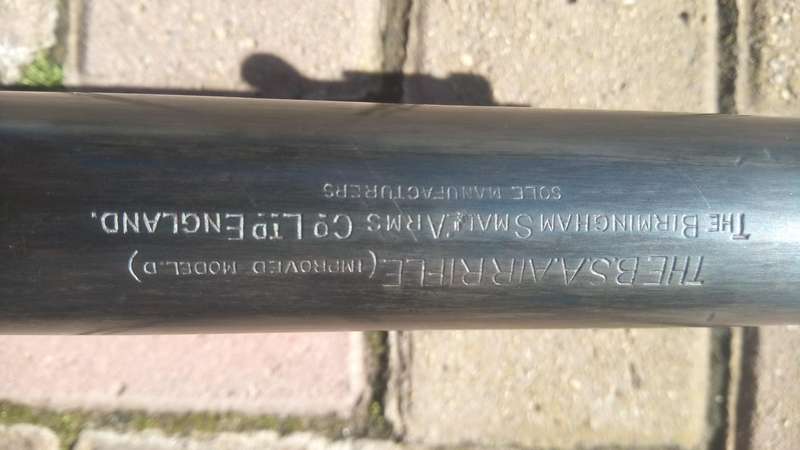 THE B.S.A. AIR RIFLE. (IMPROVED MODEL.D)
THE BIRMINGHAM SMALL ARMS CO LTD ENGLAND.
SOLE MANUFACTURERS